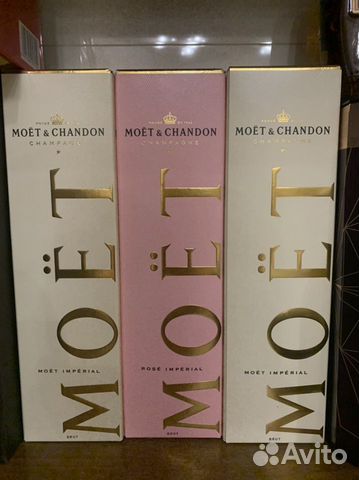 MOËT & CHANDON
CHAMPAGNE
MOËT
MOËT IMPÉRIAL
BRUT
MOËT & CHANDON
CHAMPAGNE
MOËT
ROSÉ IMPÉRIAL
BRUT
MOËT & CHANDON
CHAMPAGNE
MOËT
MOËT IMPÉRIAL
BRUT
Avito